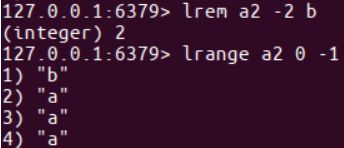 127.0.0.1:6379> lrem a2 -2 b
(integer) 2
127.0.0.1:6379> lrange a2 0 -1
1) "b"
2) "a"
3) "a"
4) "a"